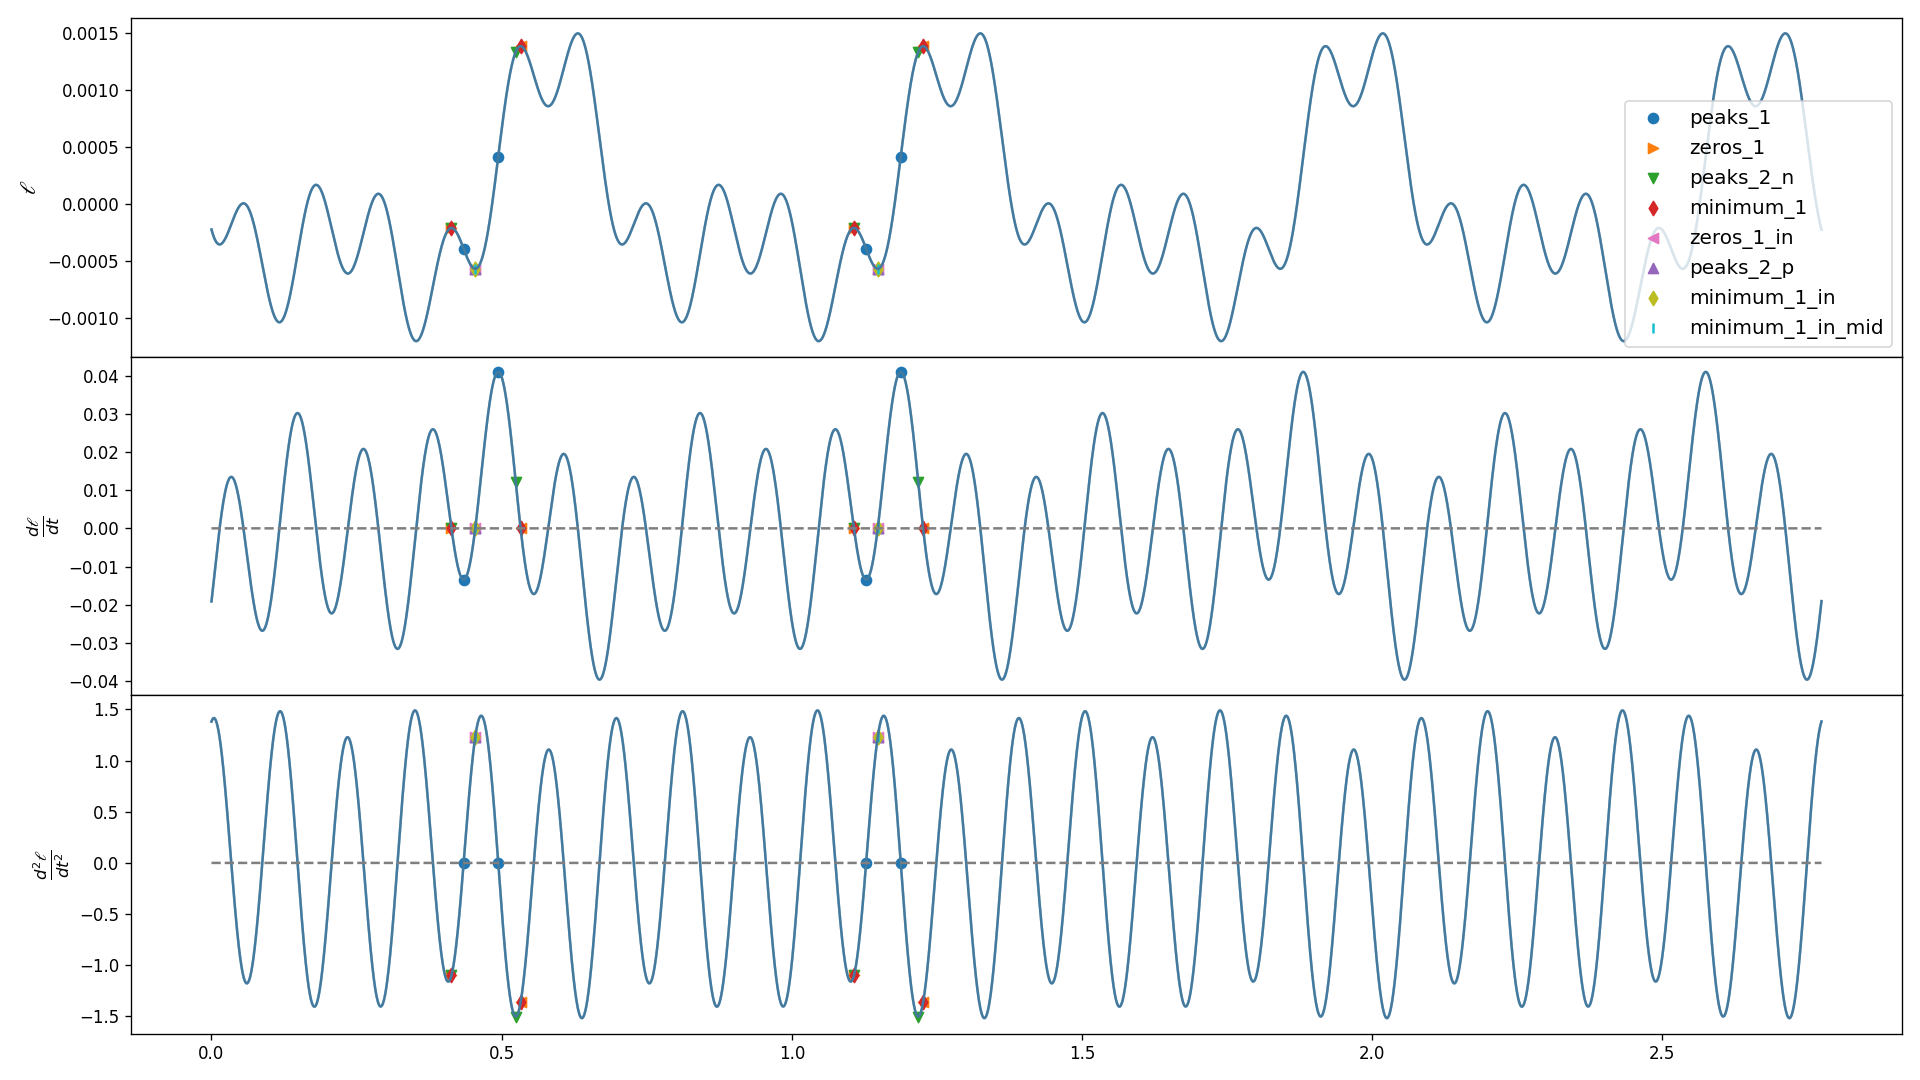 0.0015
0.0010
0.0005
0.0000
−0.0005
−0.0010
ℓ
peaks_1
zeros_1
peaks_2_n
minimum_1
zeros_1_in
peaks_2_p
minimum_1_in
minimum_1_in_mid
0.04
0.03
0.02
0.01
0.00
−0.01
−0.02
−0.03
−0.04
dℓ
dt
1.5
1.0
0.5
0.0
−0.5
−1.0
−1.5
d²ℓ
dt²
0.0 0.5 1.0 1.5 2.0 2.5